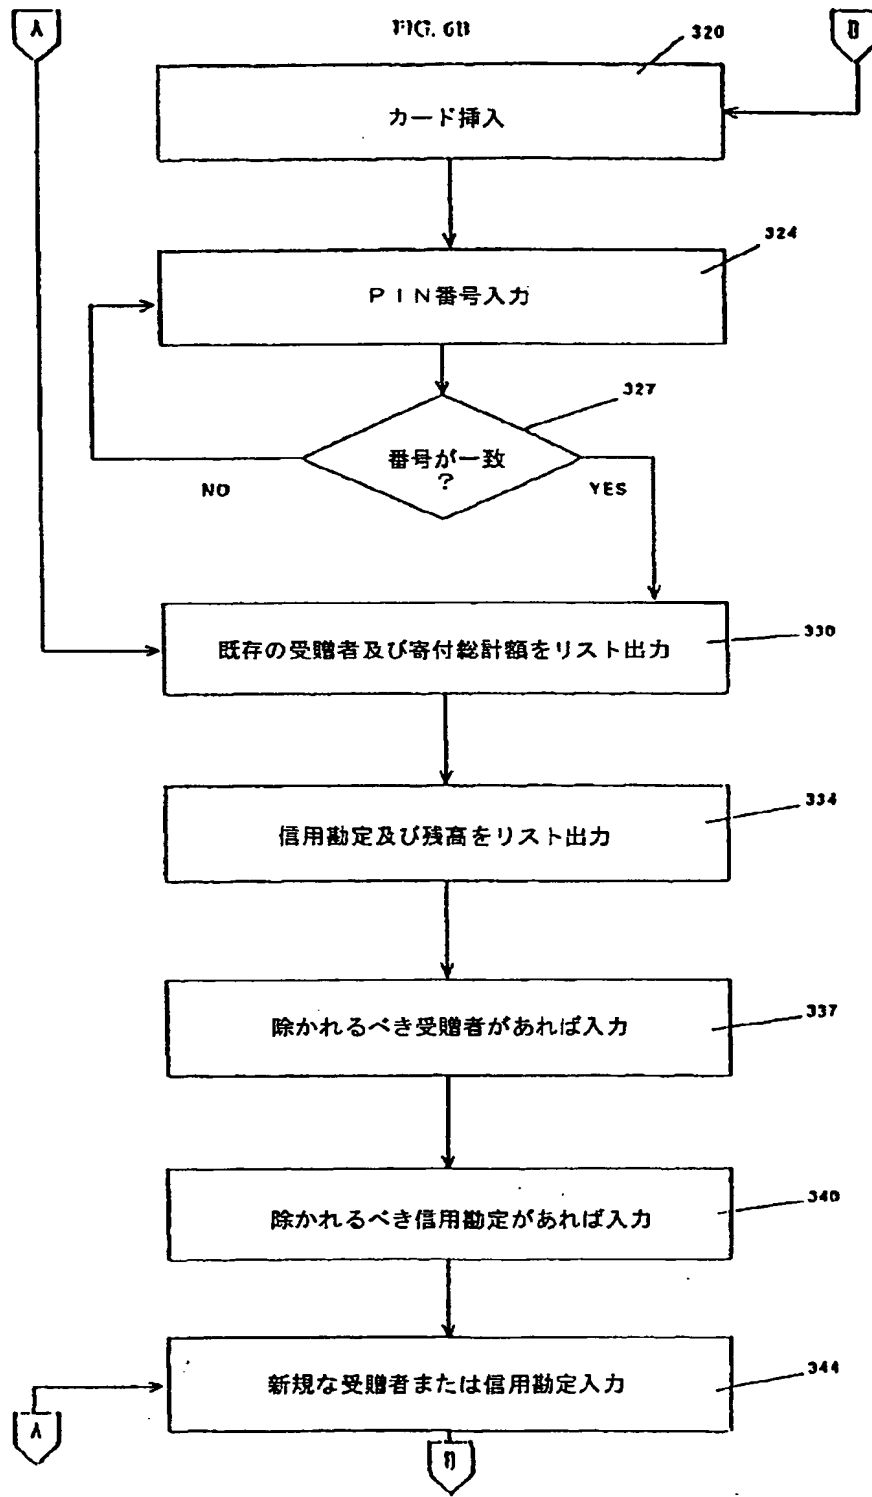 A
FIG. 6B
320
B
カード挿入
324
PIN番号入力
327
番号が一致
?
NO
YES
330
既存の受贈者及び寄付総計額をリスト出力
334
信用勘定及び残高をリスト出力
337
除かれるべき受贈者があれば入力
340
除かれるべき信用勘定があれば入力
344
新規な受贈者または信用勘定入力
A
B